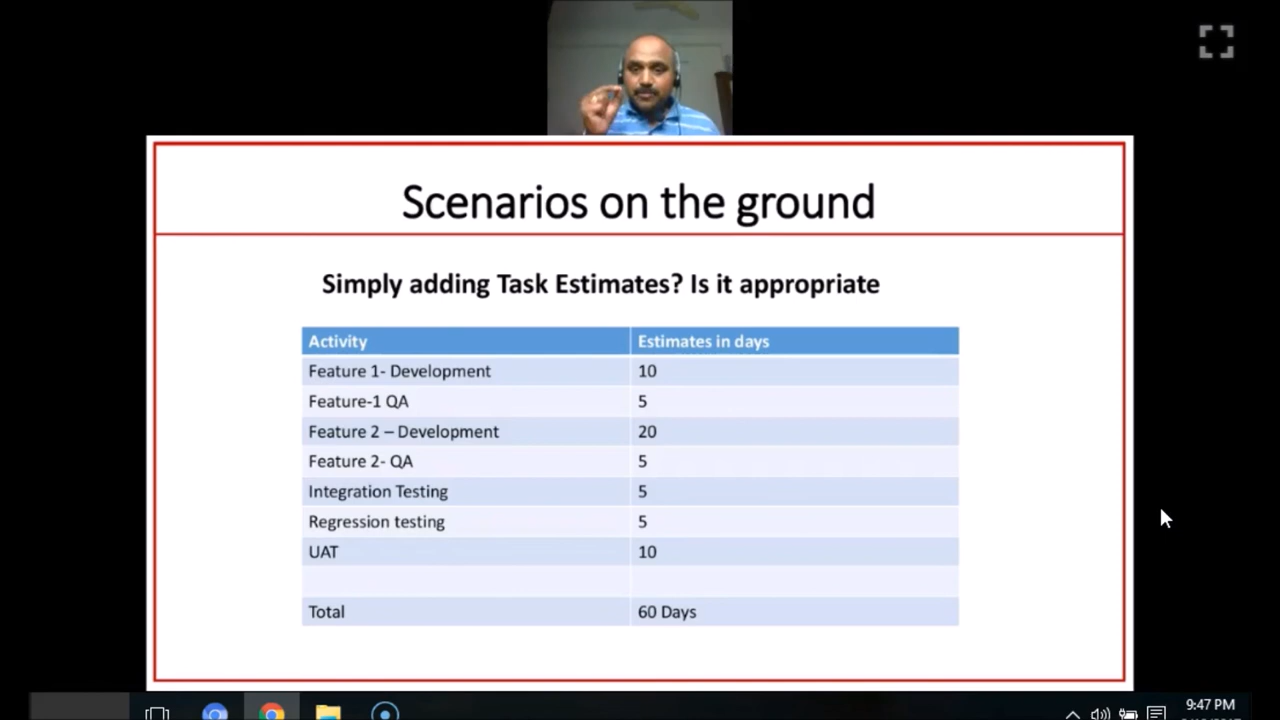 Scenarios on the ground
Simply adding Task Estimates? Is it appropriate
Activity Estimates in days
Feature 1- Development 10
Feature-1 QA 5
Feature 2 – Development 20
Feature 2- QA 5
Integration Testing 5
Regression testing 5
UAT 10
Total 60 Days
9:47 PM